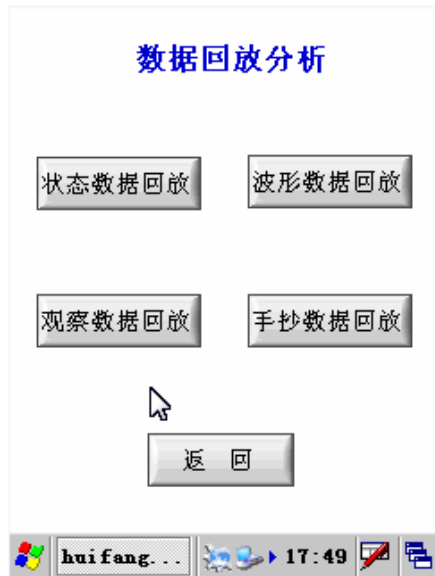 数据回放分析
状态数据回放 波形数据回放
观察数据回放 手抄数据回放
返 回
huifang... 17:49